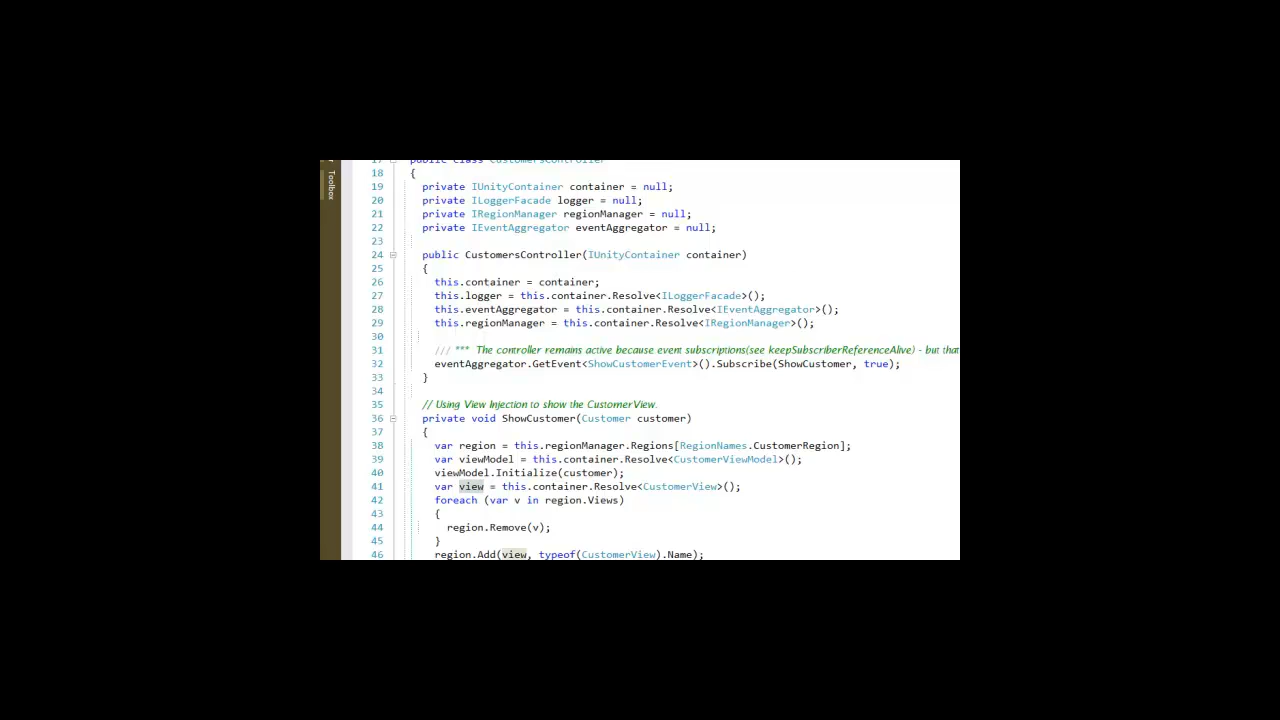 Toolbox
17 public class CustomersController
18 {
19 private IUnityContainer container = null;
20 private ILoggerFacade logger = null;
21 private IRegionManager regionManager = null;
22 private IEventAggregator eventAggregator = null;
23
24 public CustomersController(IUnityContainer container)
25 {
26 this.container = container;
27 this.logger = this.container.Resolve<ILoggerFacade>();
28 this.eventAggregator = this.container.Resolve<IEventAggregator>();
29 this.regionManager = this.container.Resolve<IRegionManager>();
30
31 /// *** The controller remains active because event subscriptions(see keepSubscriberReferenceAlive) - but that
32 eventAggregator.GetEvent<ShowCustomerEvent>().Subscribe(ShowCustomer, true);
33 }
34
35 // Using View Injection to show the CustomerView.
36 private void ShowCustomer(Customer customer)
37 {
38 var region = this.regionManager.Regions[RegionNames.CustomerRegion];
39 var viewModel = this.container.Resolve<CustomerViewModel>();
40 viewModel.Initialize(customer);
41 var view = this.container.Resolve<CustomerView>();
42 foreach (var v in region.Views)
43 {
44 region.Remove(v);
45 }
46 region.Add(view, typeof(CustomerView).Name);